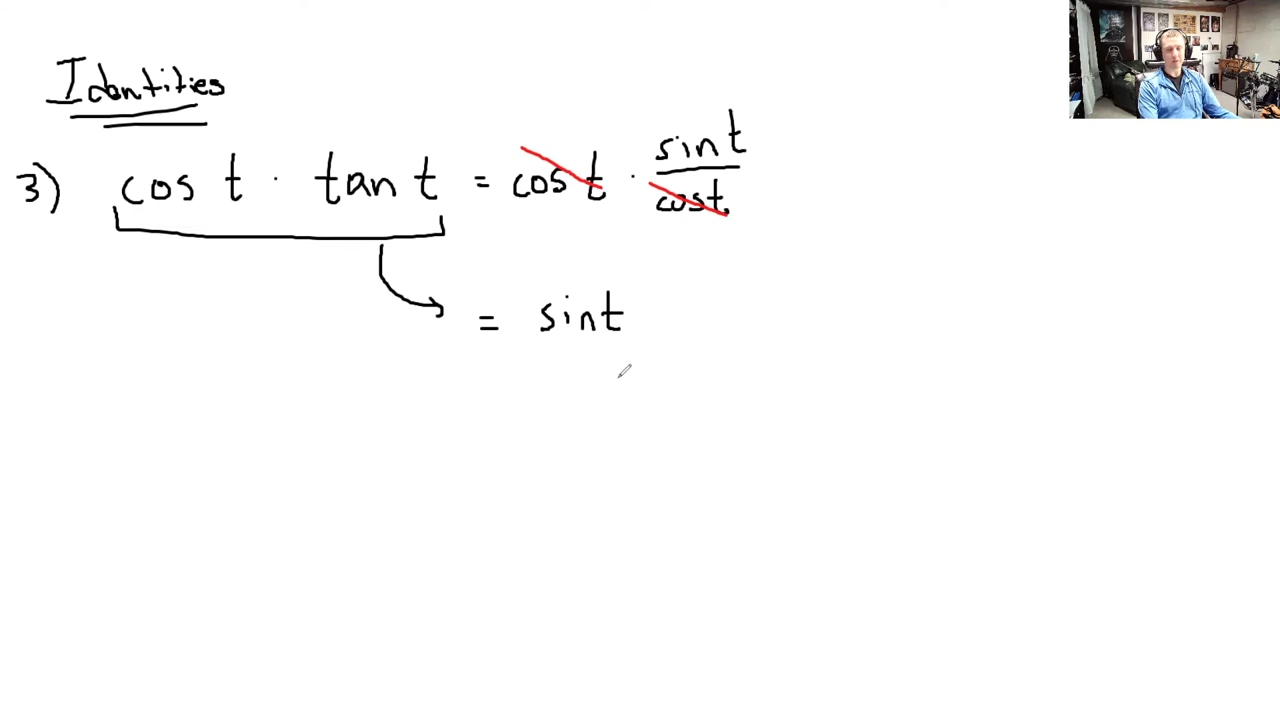 Identities
3) cos t · tan t = cos t · sin t / cos t
= sin t